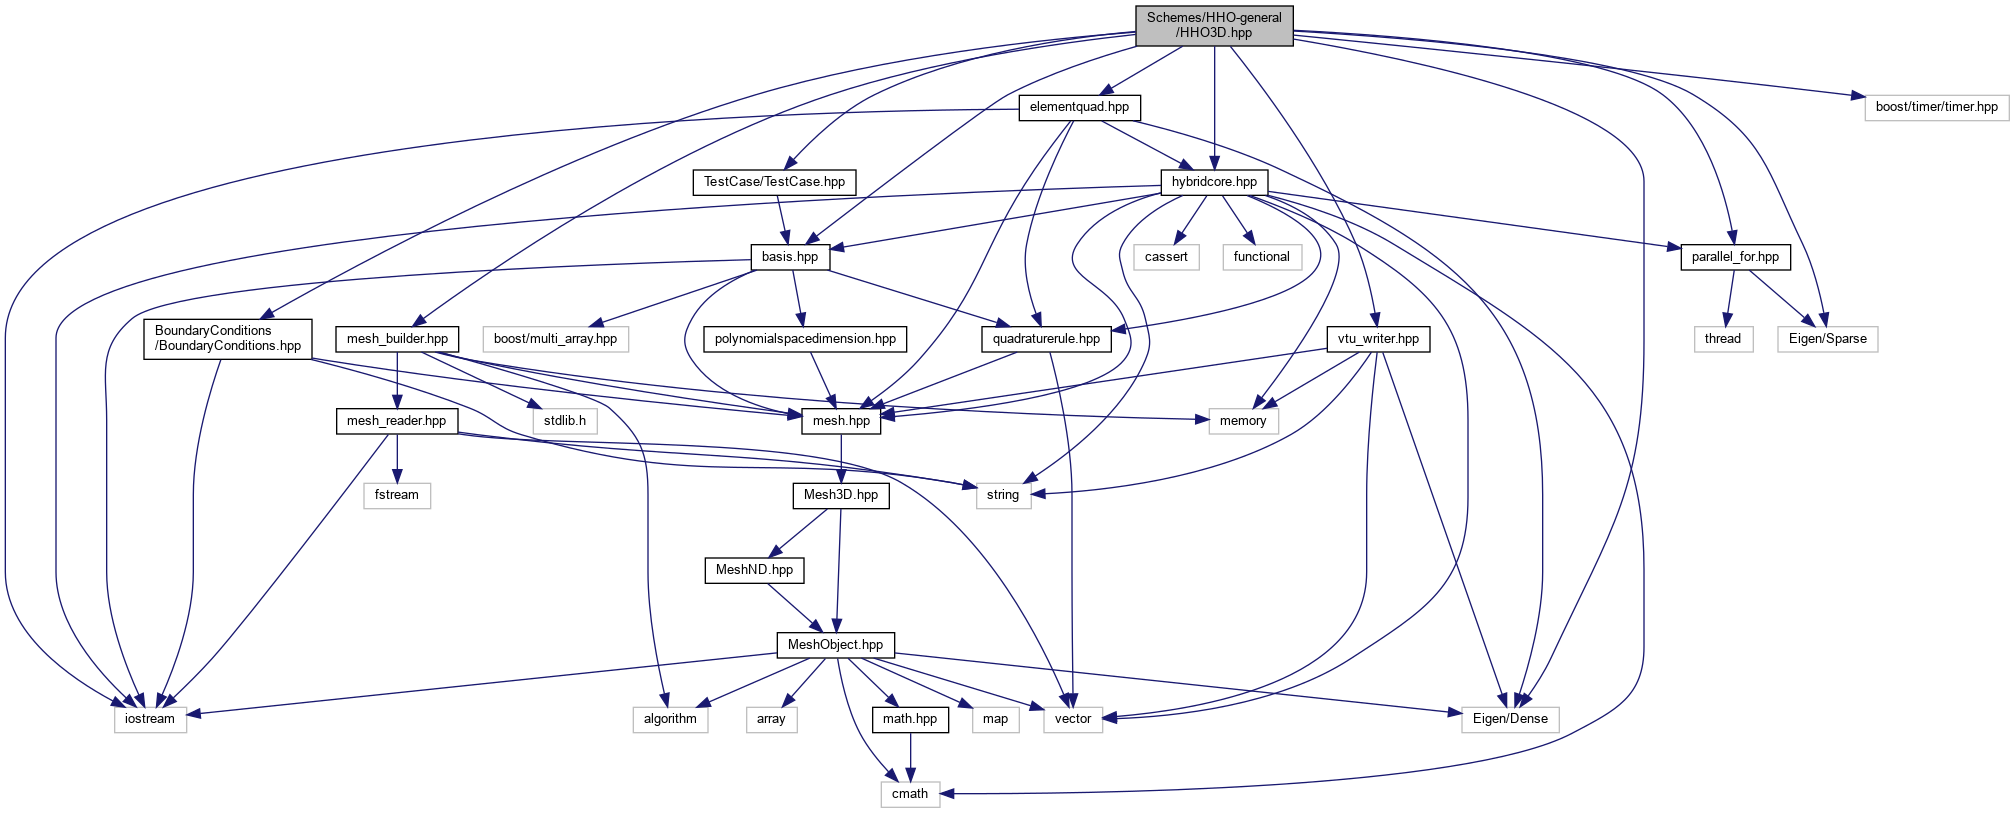 Schemes/HHO-general
/HHO3D.hpp
elementquad.hpp
boost/timer/timer.hpp
TestCase/TestCase.hpp
hybridcore.hpp
basis.hpp
cassert
functional
parallel_for.hpp
BoundaryConditions
/BoundaryConditions.hpp
mesh_builder.hpp
boost/multi_array.hpp
polynomialspacedimension.hpp
quadraturerule.hpp
vtu_writer.hpp
thread
Eigen/Sparse
mesh_reader.hpp
stdlib.h
mesh.hpp
memory
fstream
Mesh3D.hpp
string
MeshND.hpp
MeshObject.hpp
iostream
algorithm
array
math.hpp
map
vector
Eigen/Dense
cmath